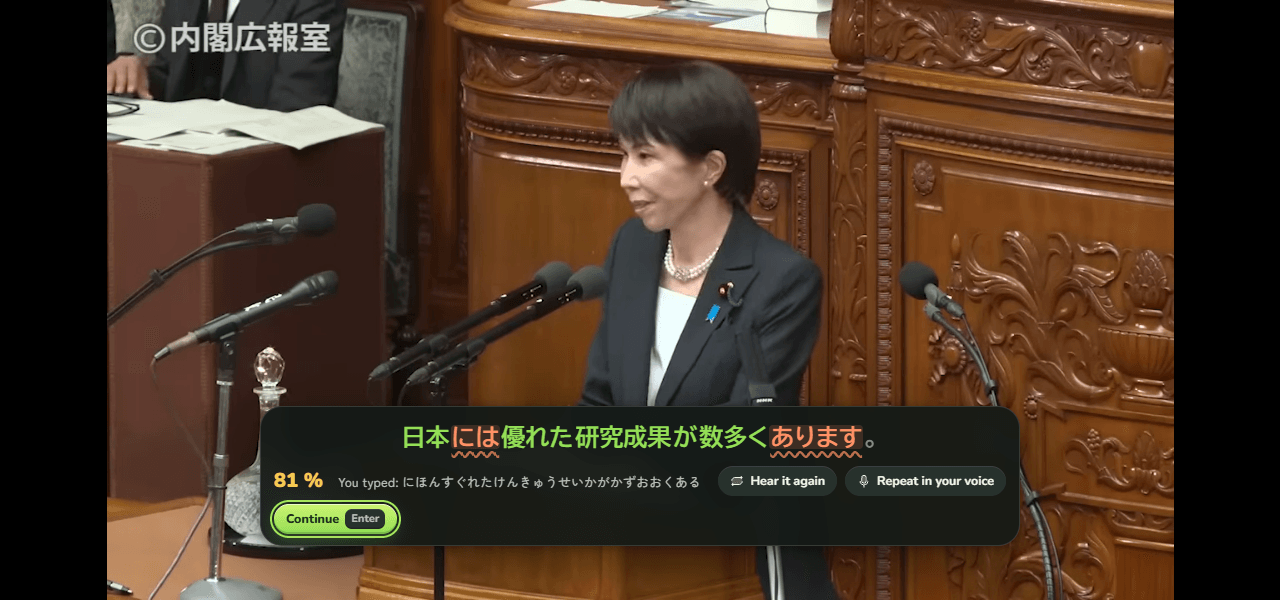 ©内閣広報室
NHK
日本には優れた研究成果が数多くあります。
81 % You typed: にほんすぐれたけんきゅうせいかがかずおおくある Hear it again Repeat in your voice
Continue Enter